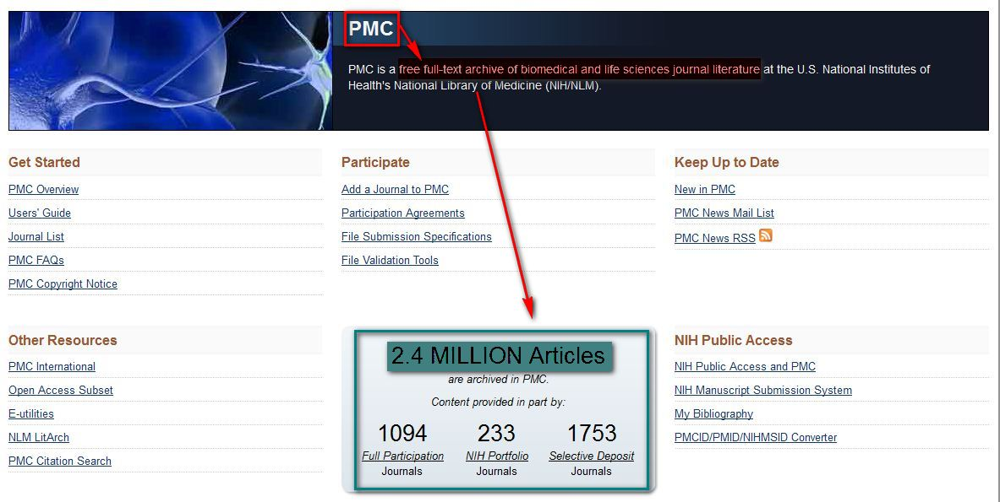 PMC
PMC is a free full-text archive of biomedical and life sciences journal literature at the U.S. National Institutes of
Health's National Library of Medicine (NIH/NLM).
Get Started
PMC Overview
Users' Guide
Journal List
PMC FAQs
PMC Copyright Notice
Participate
Add a Journal to PMC
Participation Agreements
File Submission Specifications
File Validation Tools
Keep Up to Date
New in PMC
PMC News Mail List
PMC News RSS
Other Resources
PMC International
Open Access Subset
E-utilities
NLM LitArch
PMC Citation Search
2.4 MILLION Articles
are archived in PMC.
Content provided in part by:
1094 233 1753
Full Participation NIH Portfolio Selective Deposit
Journals Journals Journals
NIH Public Access
NIH Public Access and PMC
NIH Manuscript Submission System
My Bibliography
PMCID/PMID/NIHMSID Converter